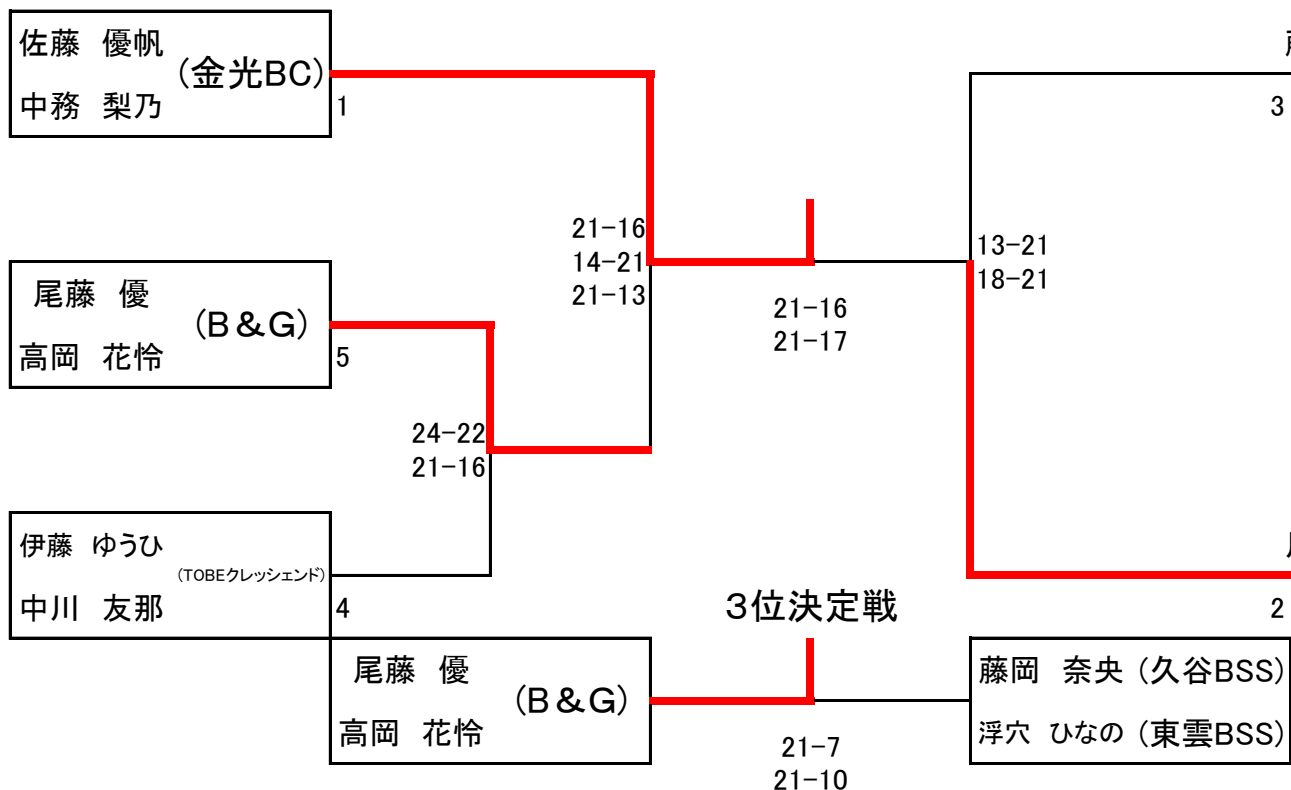 佐藤　優帆
(金光BC)
中務　梨乃
1
3
21-16
14-21
21-13
13-21
18-21
21-16
21-17
尾藤　優
(B＆G)
高岡　花怜
5
24-22
21-16
伊藤　ゆうひ
(TOBEクレッシェンド)
中川　友那
4
2
3位決定戦
尾藤　優
(B＆G)
高岡　花怜
藤岡　奈央 (久谷BSS)
浮穴　ひなの (東雲BSS)
21-7
21-10